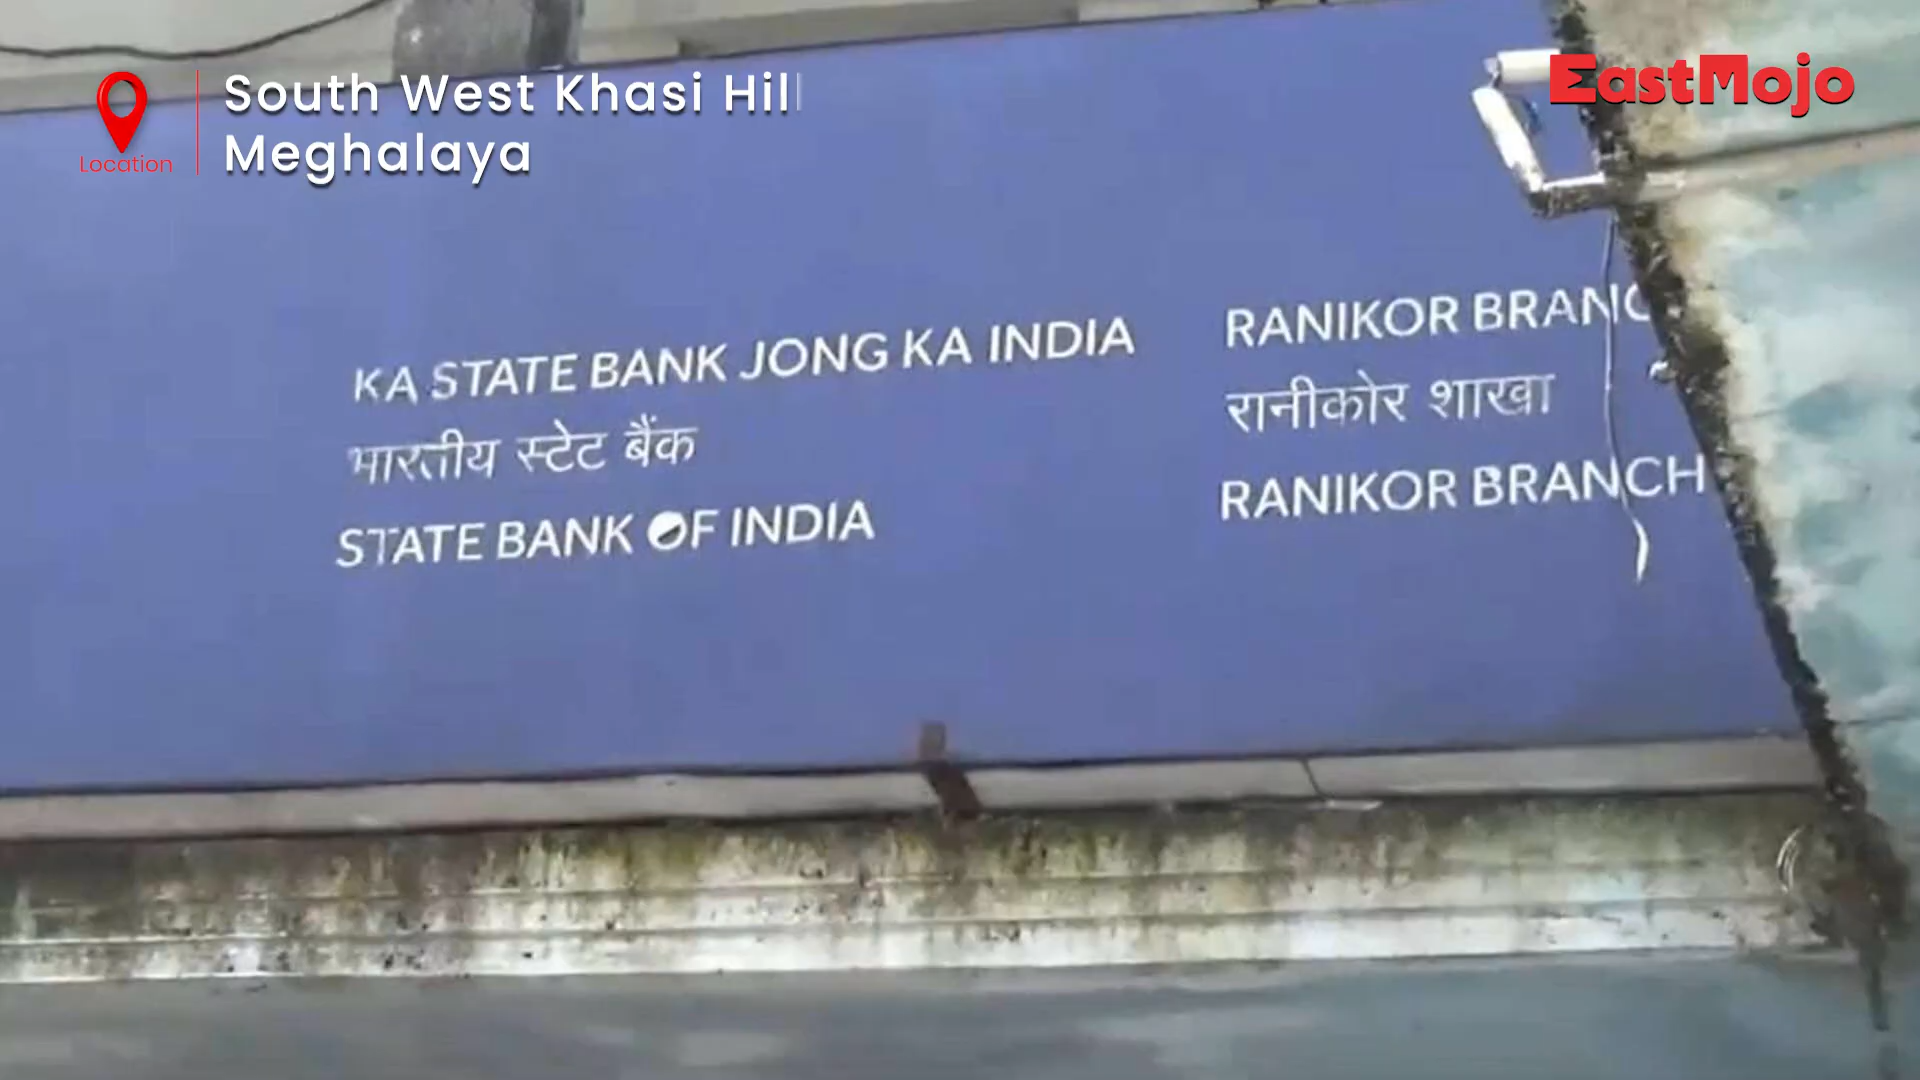 South West Khasi Hill
Meghalaya
Location
EastMojo
KA STATE BANK JONG KA INDIA
भारतीय स्टेट बैंक
STATE BANK OF INDIA
RANIKOR BRANC
रानीकोर शाखा
RANIKOR BRANCH